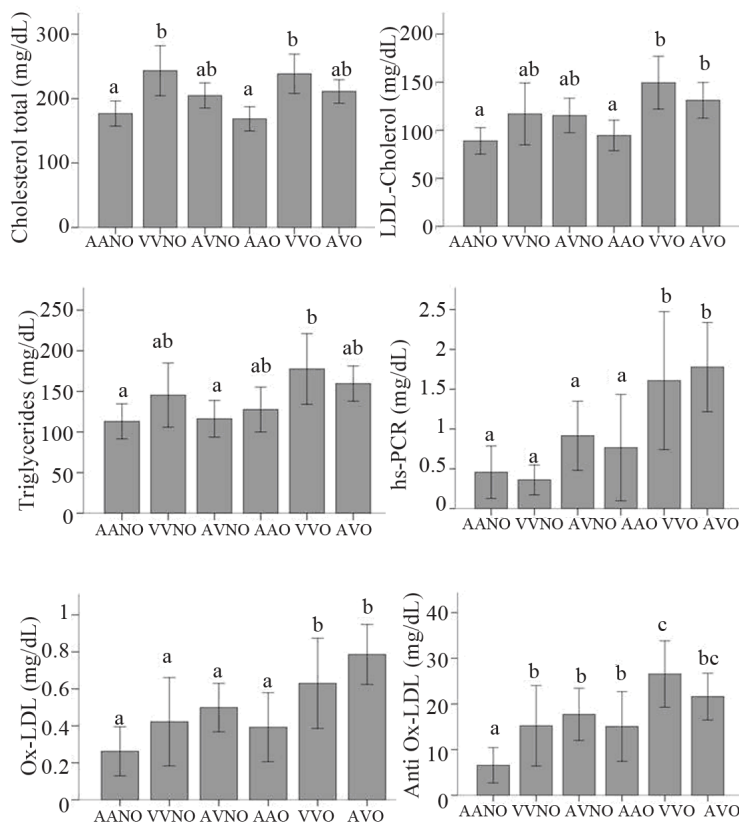 Cholesterol total (mg/dL)
300
200
100
0
a
b
ab
a
b
ab
AANO VVNO AVNO AAO VVO AVO
LDL-Cholerol (mg/dL)
200
150
100
50
0
a
ab
ab
a
b
b
AANO VVNO AVNO AAO VVO AVO
Triglycerides (mg/dL)
250
200
150
100
50
0
a
ab
a
ab
b
ab
AANO VVNO AVNO AAO VVO AVO
hs-PCR (mg/dL)
2.5
2
1.5
1
0.5
0
a
a
a
a
b
b
AANO VVNO AVNO AAO VVO AVO
Ox-LDL (mg/dL)
1
0.8
0.6
0.4
0.2
0
a
a
a
a
b
b
AANO VVNO AVNO AAO VVO AVO
Anti Ox-LDL (mg/dL)
40
30
20
10
0
a
b
b
b
c
bc
AANO VVNO AVNO AAO VVO AVO